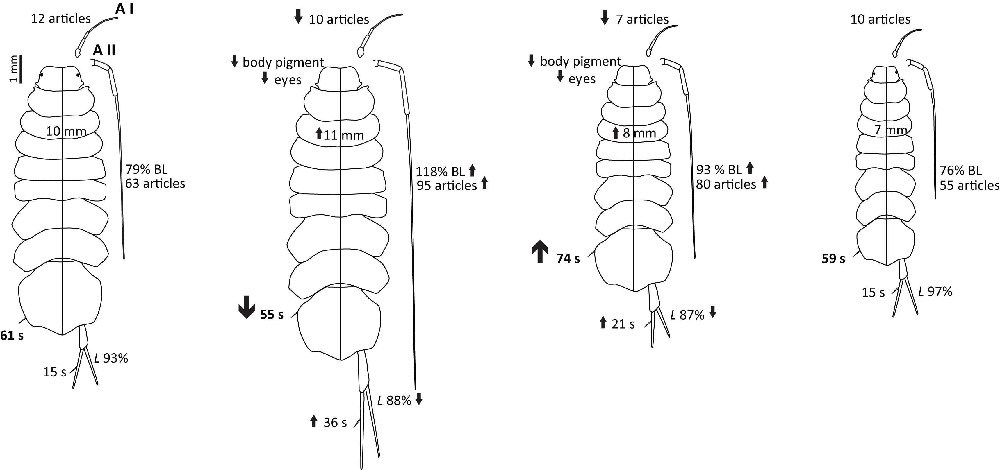 A I
12 articles
A II
1 mm
10 mm
79% BL
63 articles
61 s
L 93%
15 s
10 articles
body pigment
eyes
11 mm
118% BL
95 articles
55 s
L 88%
36 s
7 articles
body pigment
eyes
8 mm
93 % BL
80 articles
74 s
L 87%
21 s
10 articles
7 mm
76% BL
55 articles
59 s
15 s
L 97%